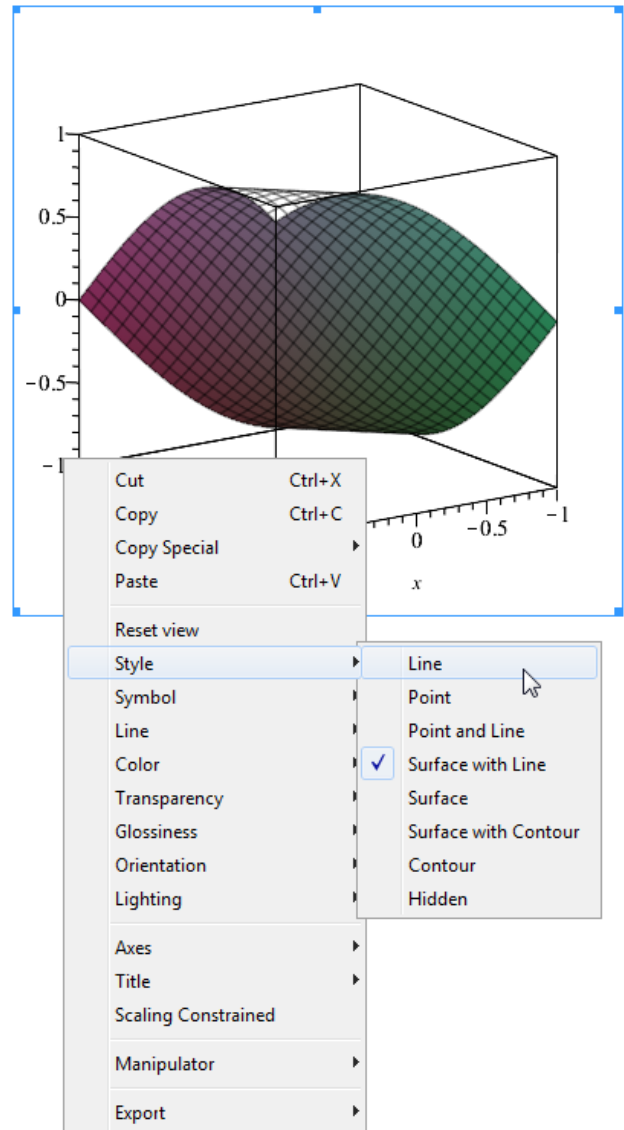 1
0.5
0
−0.5
− 1
0
−0.5
−1
x
Cut Ctrl+X
Copy Ctrl+C
Copy Special
Paste Ctrl+V
Reset view
Style
Symbol
Line
Color
Transparency
Glossiness
Orientation
Lighting
Axes
Title
Scaling Constrained
Manipulator
Export
Line
Point
Point and Line
Surface with Line
Surface
Surface with Contour
Contour
Hidden